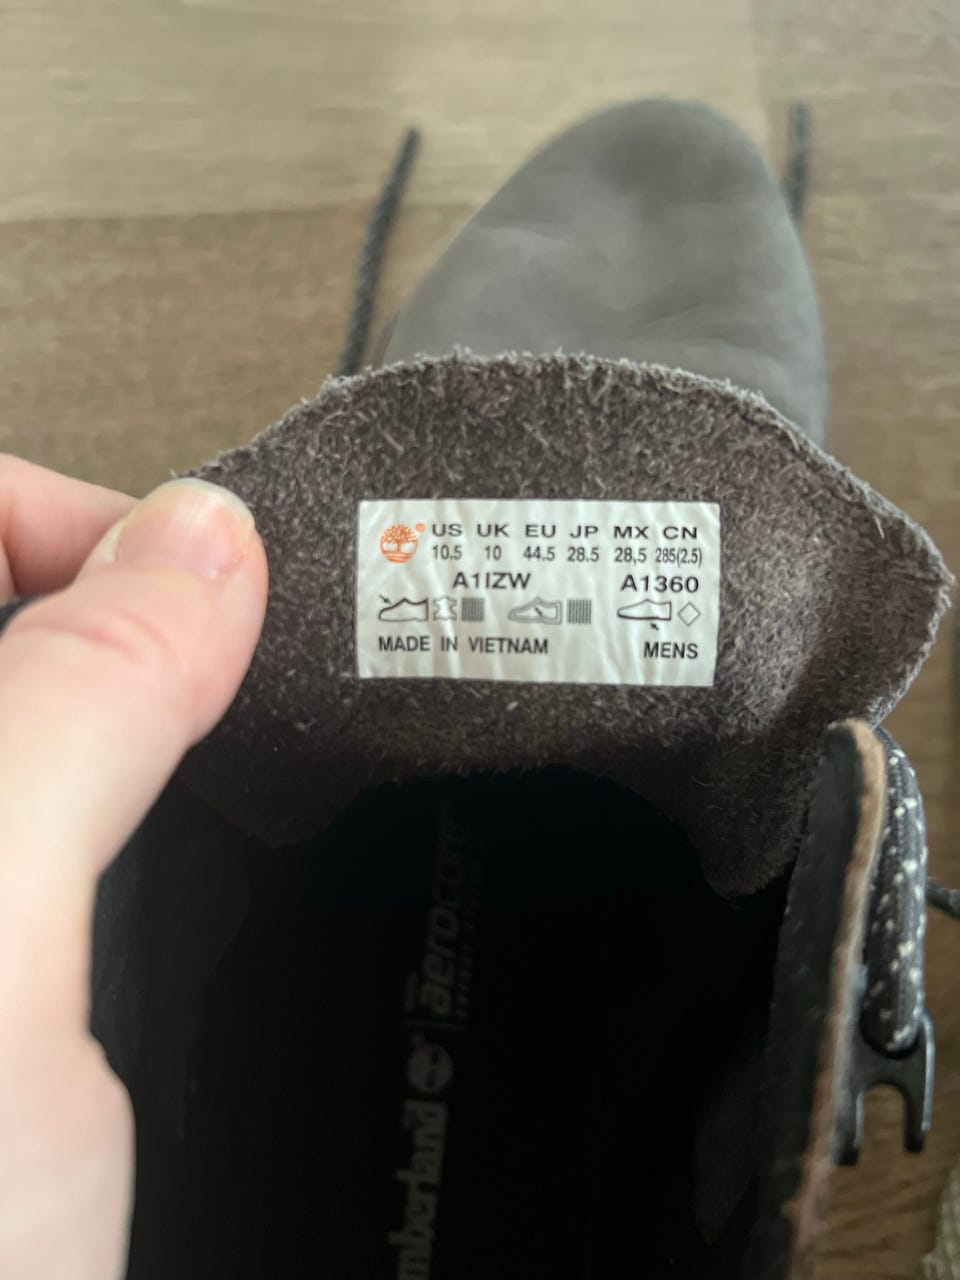 ® US UK EU JP MX CN
10.5 10 44.5 28.5 28,5 285(2.5)
A1IZW A1360
MADE IN VIETNAM MENS
mberland
aerocore